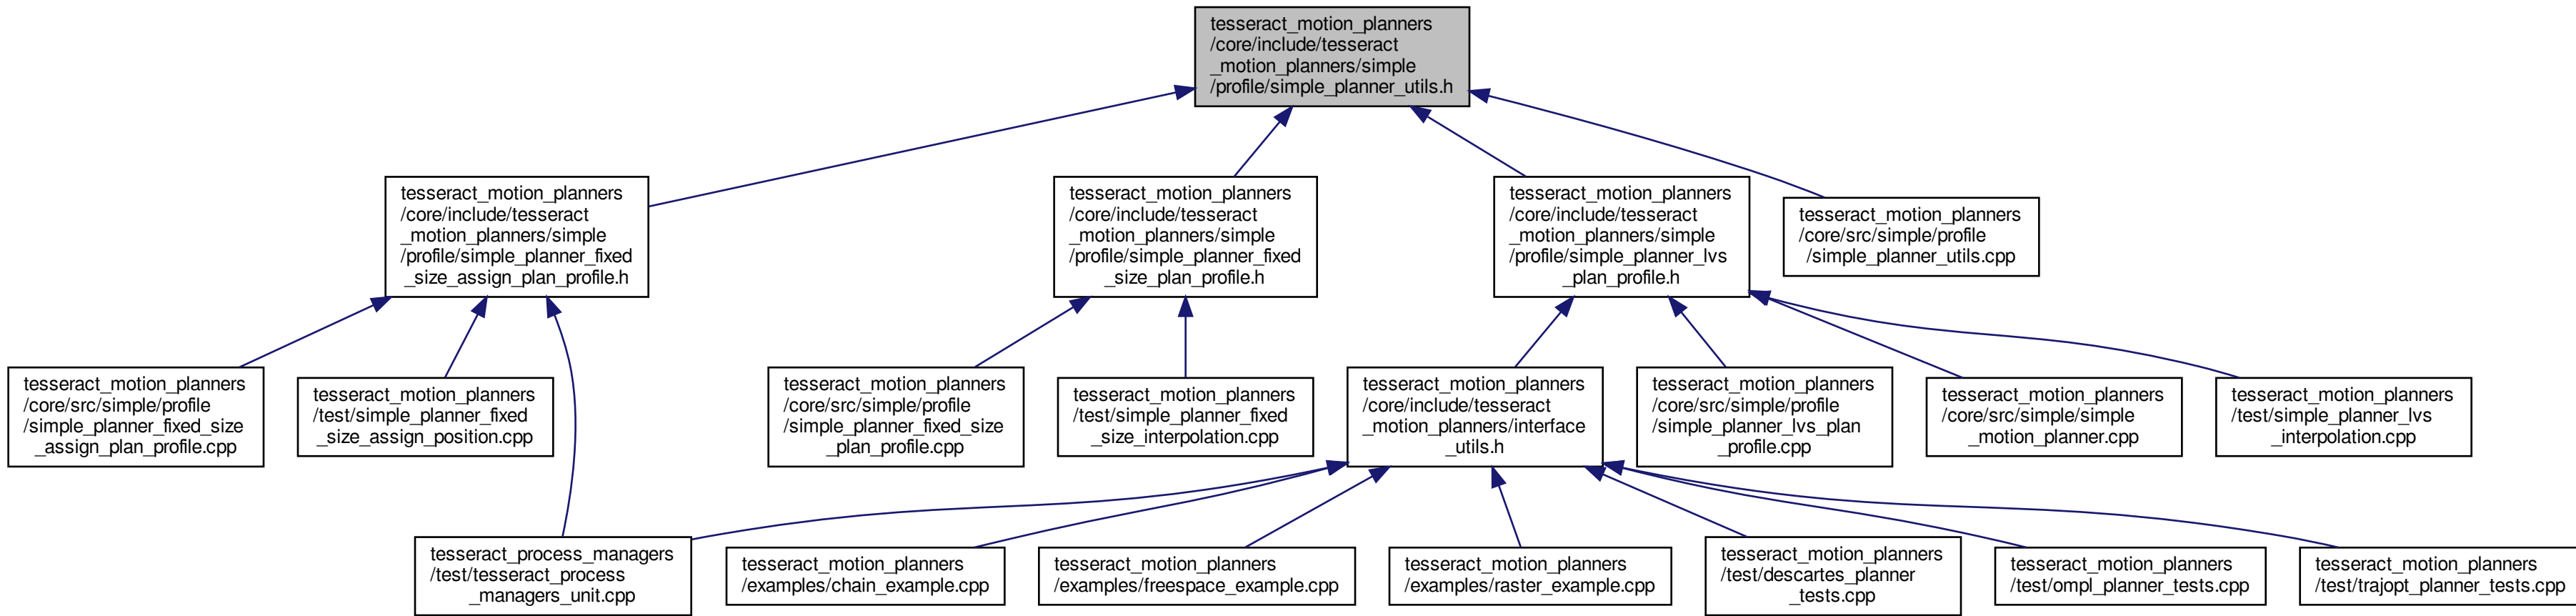 tesseract_motion_planners
/core/include/tesseract
_motion_planners/simple
/profile/simple_planner_utils.h
tesseract_motion_planners
/core/include/tesseract
_motion_planners/simple
/profile/simple_planner_fixed
_size_assign_plan_profile.h
tesseract_motion_planners
/core/include/tesseract
_motion_planners/simple
/profile/simple_planner_fixed
_size_plan_profile.h
tesseract_motion_planners
/core/include/tesseract
_motion_planners/simple
/profile/simple_planner_lvs
_plan_profile.h
tesseract_motion_planners
/core/src/simple/profile
/simple_planner_utils.cpp
tesseract_motion_planners
/core/src/simple/profile
/simple_planner_fixed_size
_assign_plan_profile.cpp
tesseract_motion_planners
/test/simple_planner_fixed
_size_assign_position.cpp
tesseract_motion_planners
/core/src/simple/profile
/simple_planner_fixed_size
_plan_profile.cpp
tesseract_motion_planners
/test/simple_planner_fixed
_size_interpolation.cpp
tesseract_motion_planners
/core/include/tesseract
_motion_planners/interface
_utils.h
tesseract_motion_planners
/core/src/simple/profile
/simple_planner_lvs_plan
_profile.cpp
tesseract_motion_planners
/core/src/simple/simple
_motion_planner.cpp
tesseract_motion_planners
/test/simple_planner_lvs
_interpolation.cpp
tesseract_process_managers
/test/tesseract_process
_managers_unit.cpp
tesseract_motion_planners
/examples/chain_example.cpp
tesseract_motion_planners
/examples/freespace_example.cpp
tesseract_motion_planners
/examples/raster_example.cpp
tesseract_motion_planners
/test/descartes_planner
_tests.cpp
tesseract_motion_planners
/test/ompl_planner_tests.cpp
tesseract_motion_planners
/test/trajopt_planner_tests.cpp